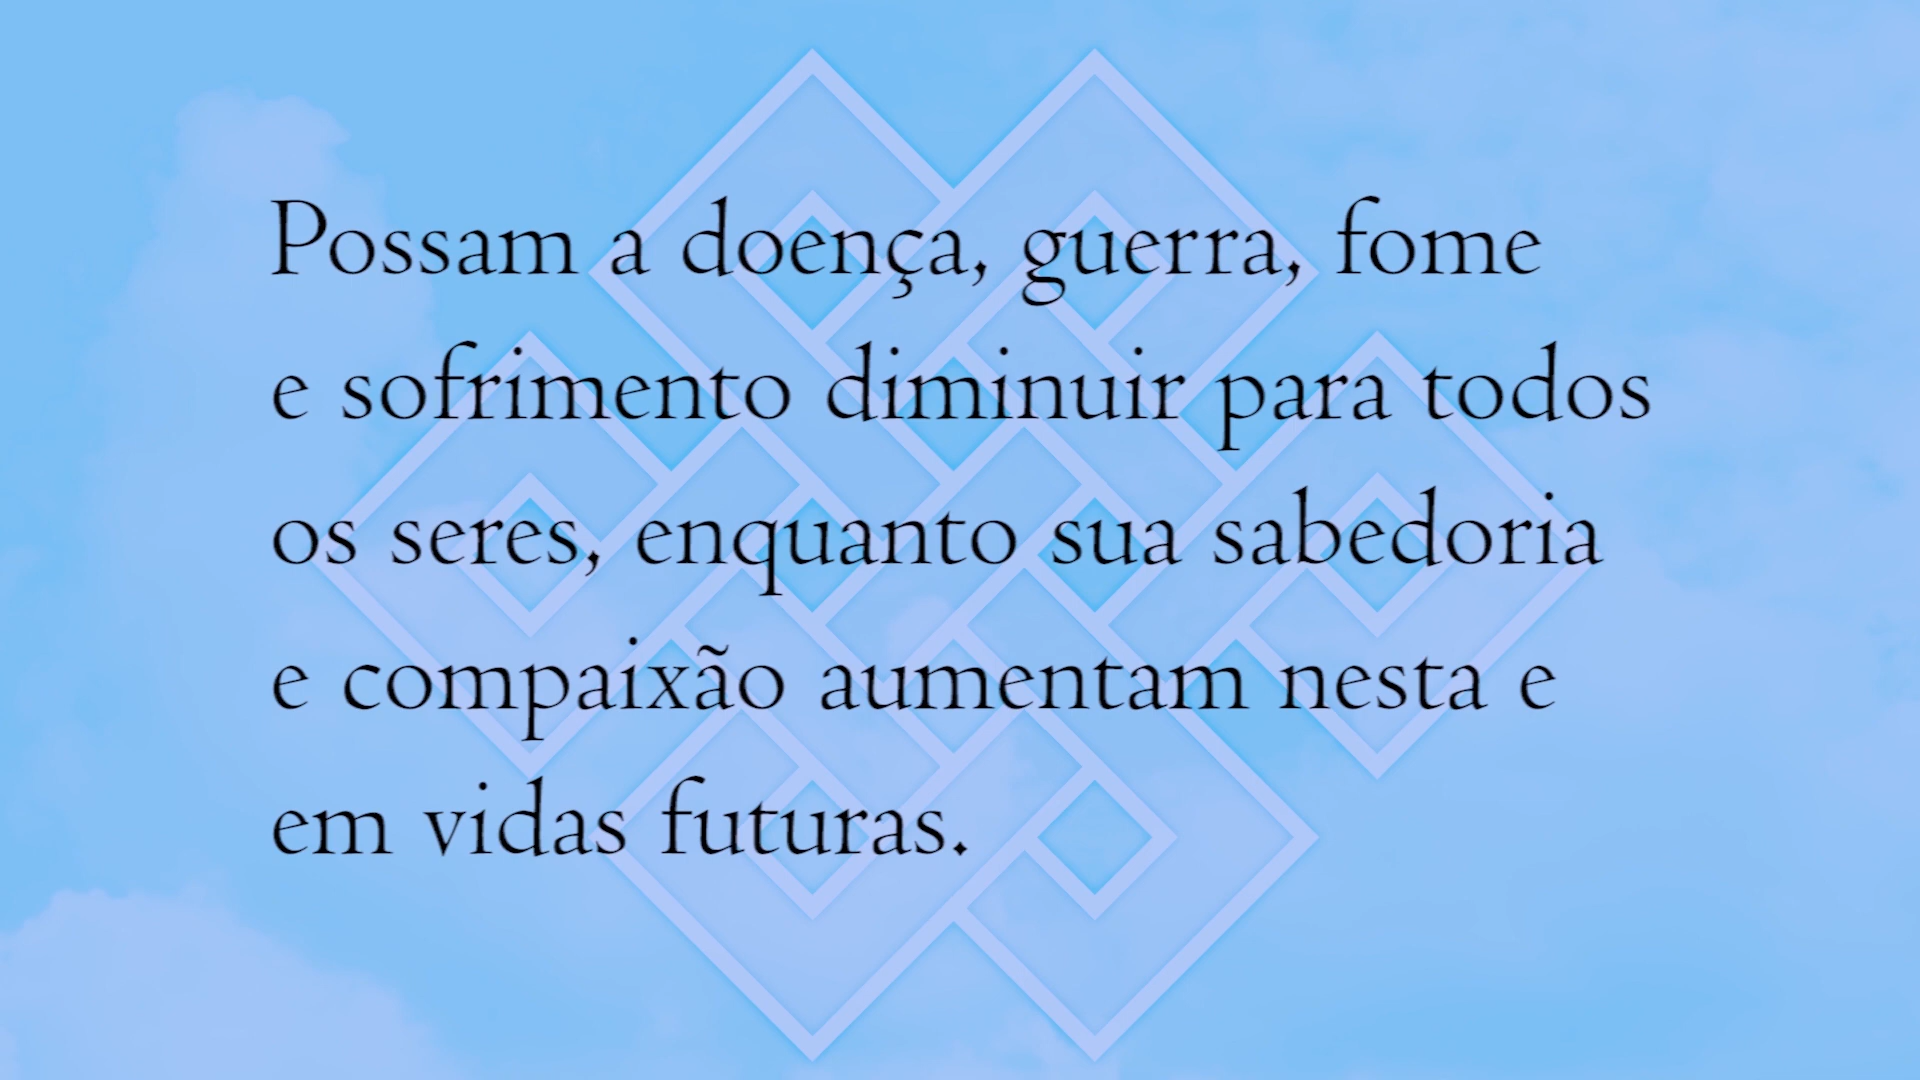 Possam a doença, guerra, fome
e sofrimento diminuir para todos
os seres, enquanto sua sabedoria
e compaixão aumentam nesta e
em vidas futuras.